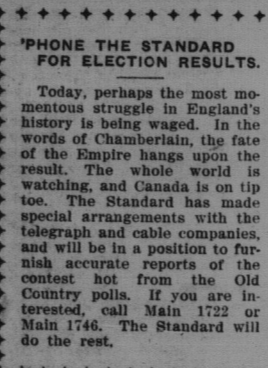 'PHONE THE STANDARD
FOR ELECTION RESULTS.
Today, perhaps the most mo-
mentous struggle in England's
history is being waged. In the
words of Chamberlain, the fate
of the Empire hangs upon the
result. The whole world is
watching, and Canada is on tip
toe. The Standard has made
special arrangements with the
telegraph and cable companies,
and will be in a position to fur-
nish accurate reports of the
contest hot from the Old
Country polls. If you are in-
terested, call Main 1722 or
Main 1746. The Standard will
do the rest.